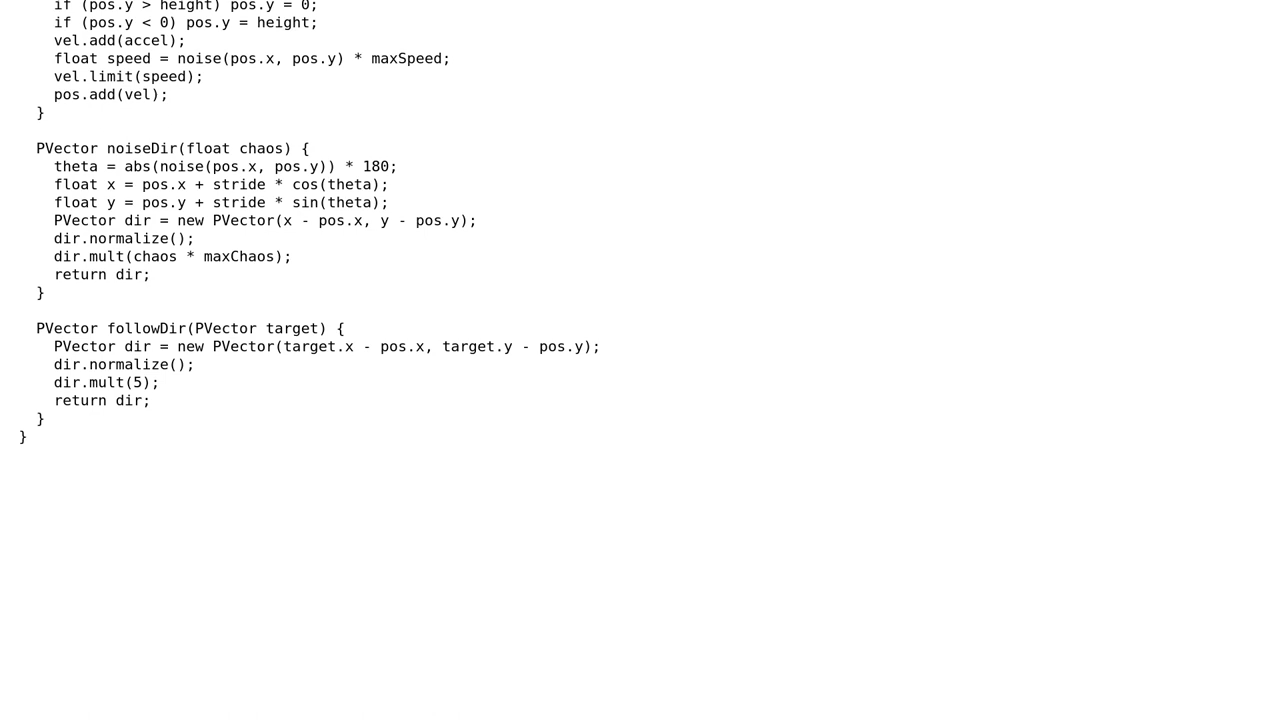 if (pos.y > height) pos.y = 0;
if (pos.y < 0) pos.y = height;
vel.add(accel);
float speed = noise(pos.x, pos.y) * maxSpeed;
vel.limit(speed);
pos.add(vel);
}
PVector noiseDir(float chaos) {
theta = abs(noise(pos.x, pos.y)) * 180;
float x = pos.x + stride * cos(theta);
float y = pos.y + stride * sin(theta);
PVector dir = new PVector(x - pos.x, y - pos.y);
dir.normalize();
dir.mult(chaos * maxChaos);
return dir;
}
PVector followDir(PVector target) {
PVector dir = new PVector(target.x - pos.x, target.y - pos.y);
dir.normalize();
dir.mult(5);
return dir;
}
}